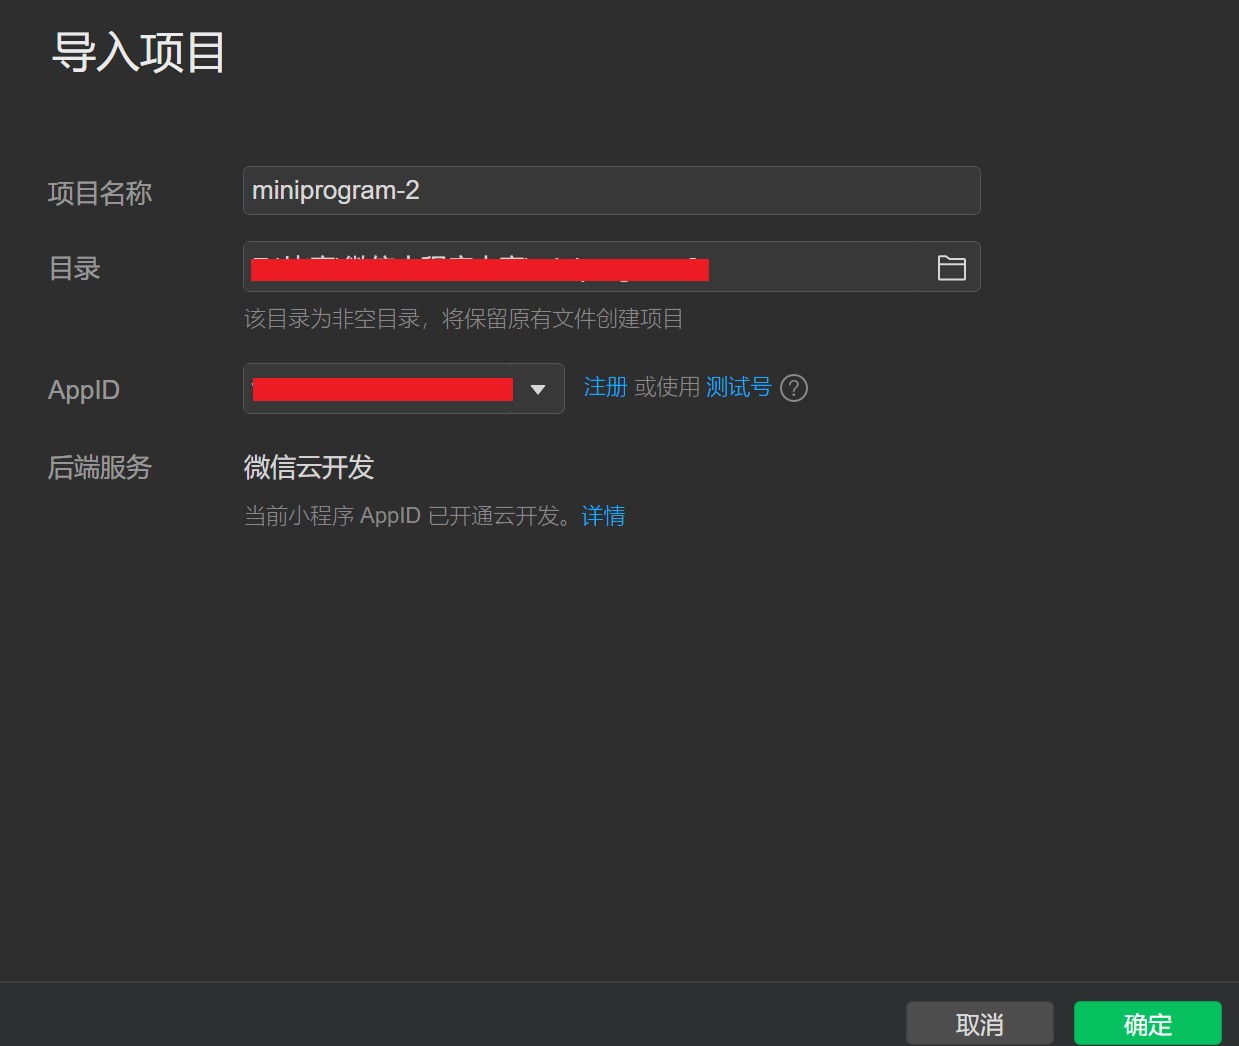 导入项目
项目名称
miniprogram-2
目录
该目录为非空目录，将保留原有文件创建项目
AppID
注册 或使用 测试号 ?
后端服务
微信云开发
当前小程序 AppID 已开通云开发。详情
取消
确定